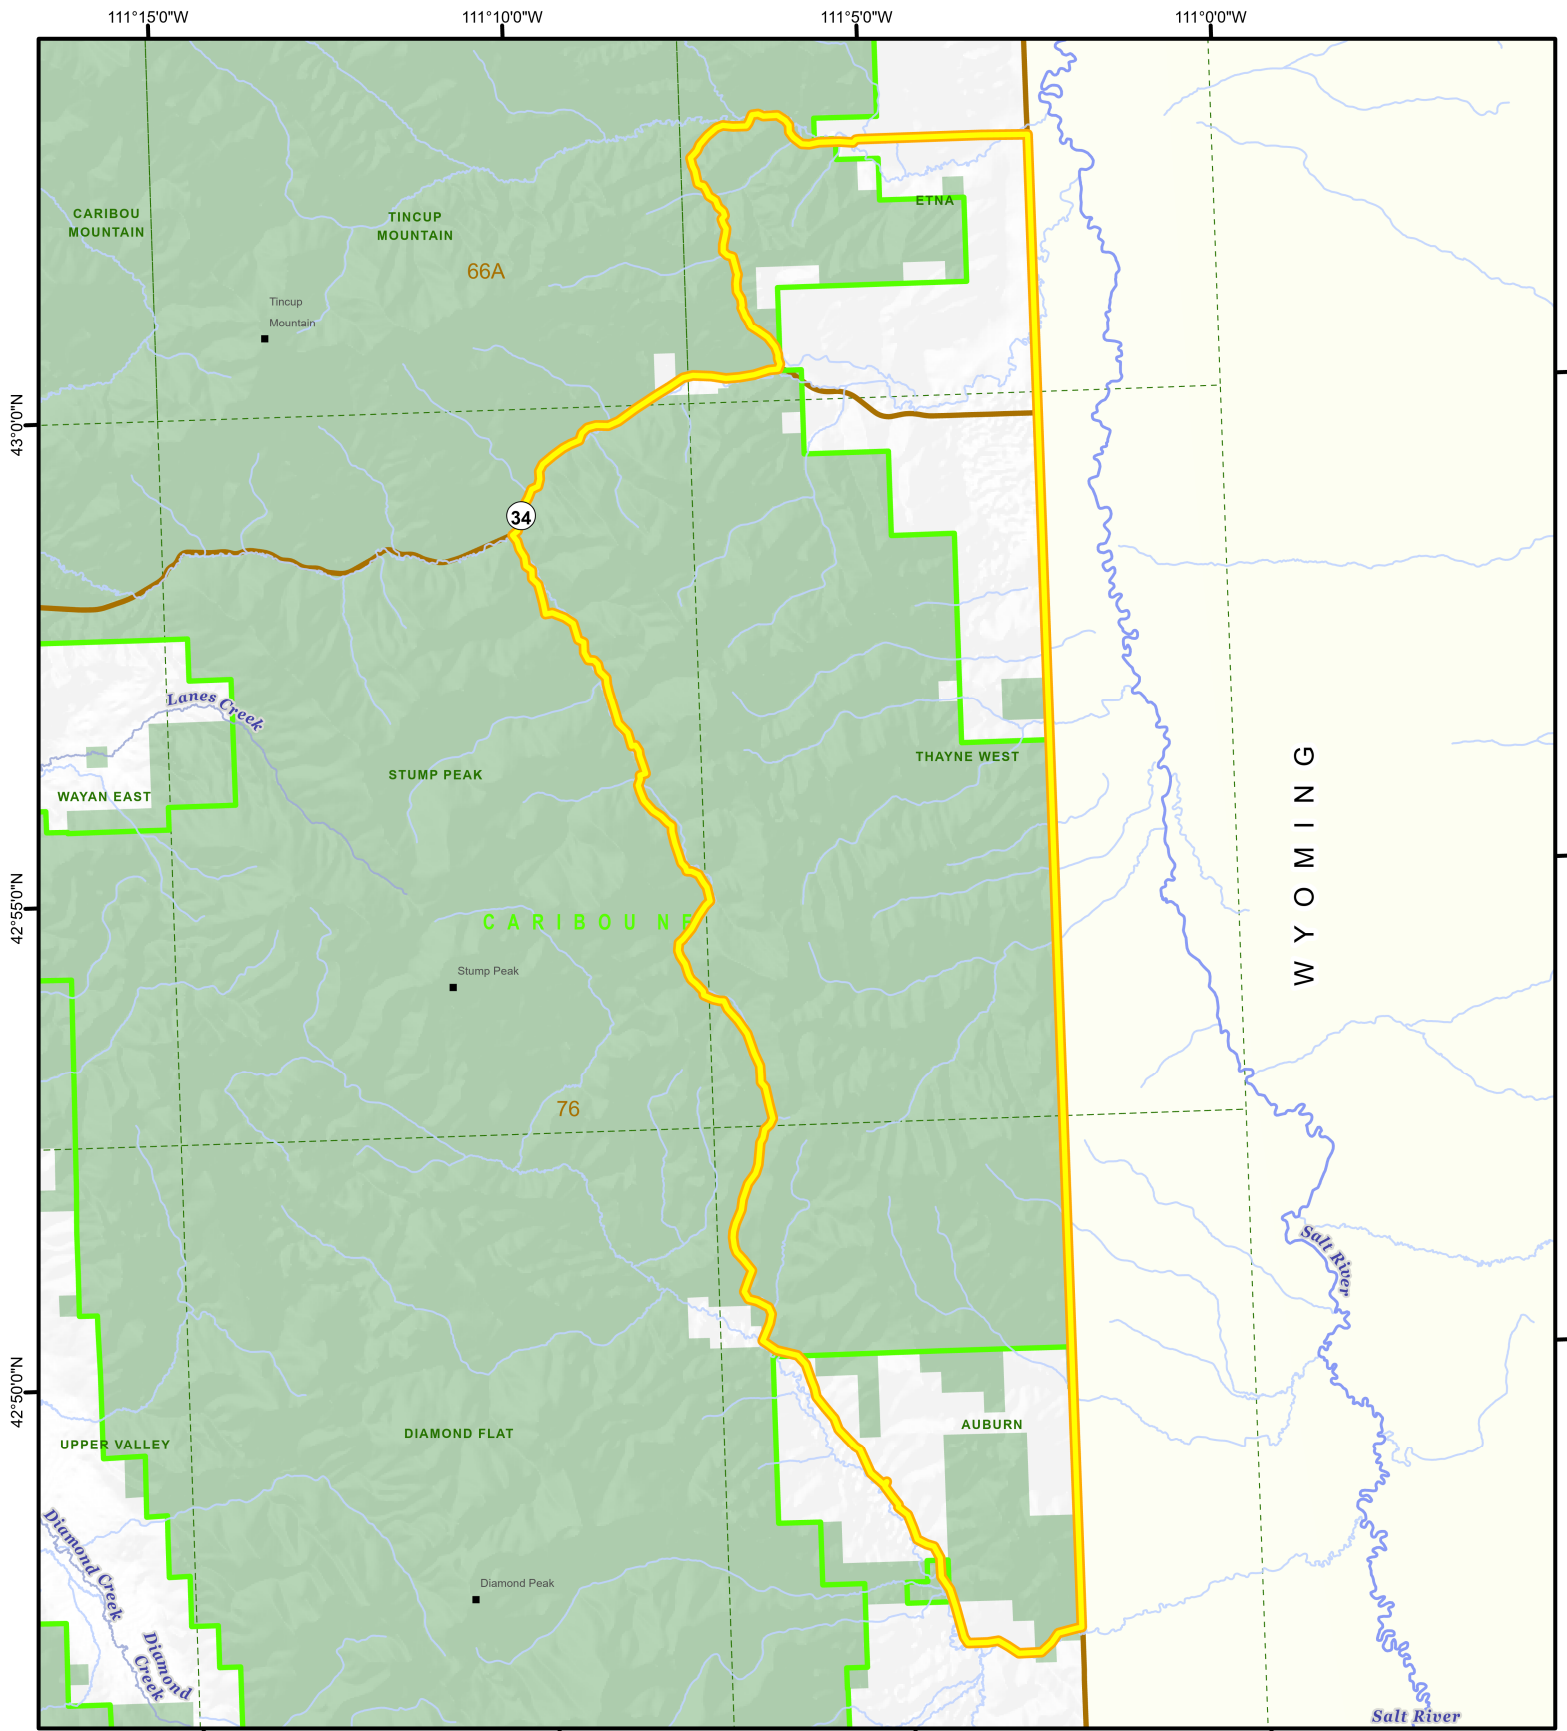 111°15'0"W
111°10'0"W
111°5'0"W
111°0'0"W
CARIBOU
MOUNTAIN
TINCUP
MOUNTAIN
ETNA
66A
Tincup
Mountain
43°0'0"N
34
Lanes Creek
STUMP PEAK
THAYNE WEST
WAYAN EAST
WYOMING
42°55'0"N
CARIBOU NF
Stump Peak
76
Salt River
42°50'0"N
AUBURN
DIAMOND FLAT
UPPER VALLEY
Diamond Creek
Diamond Peak
Diamond
Creek
Salt River